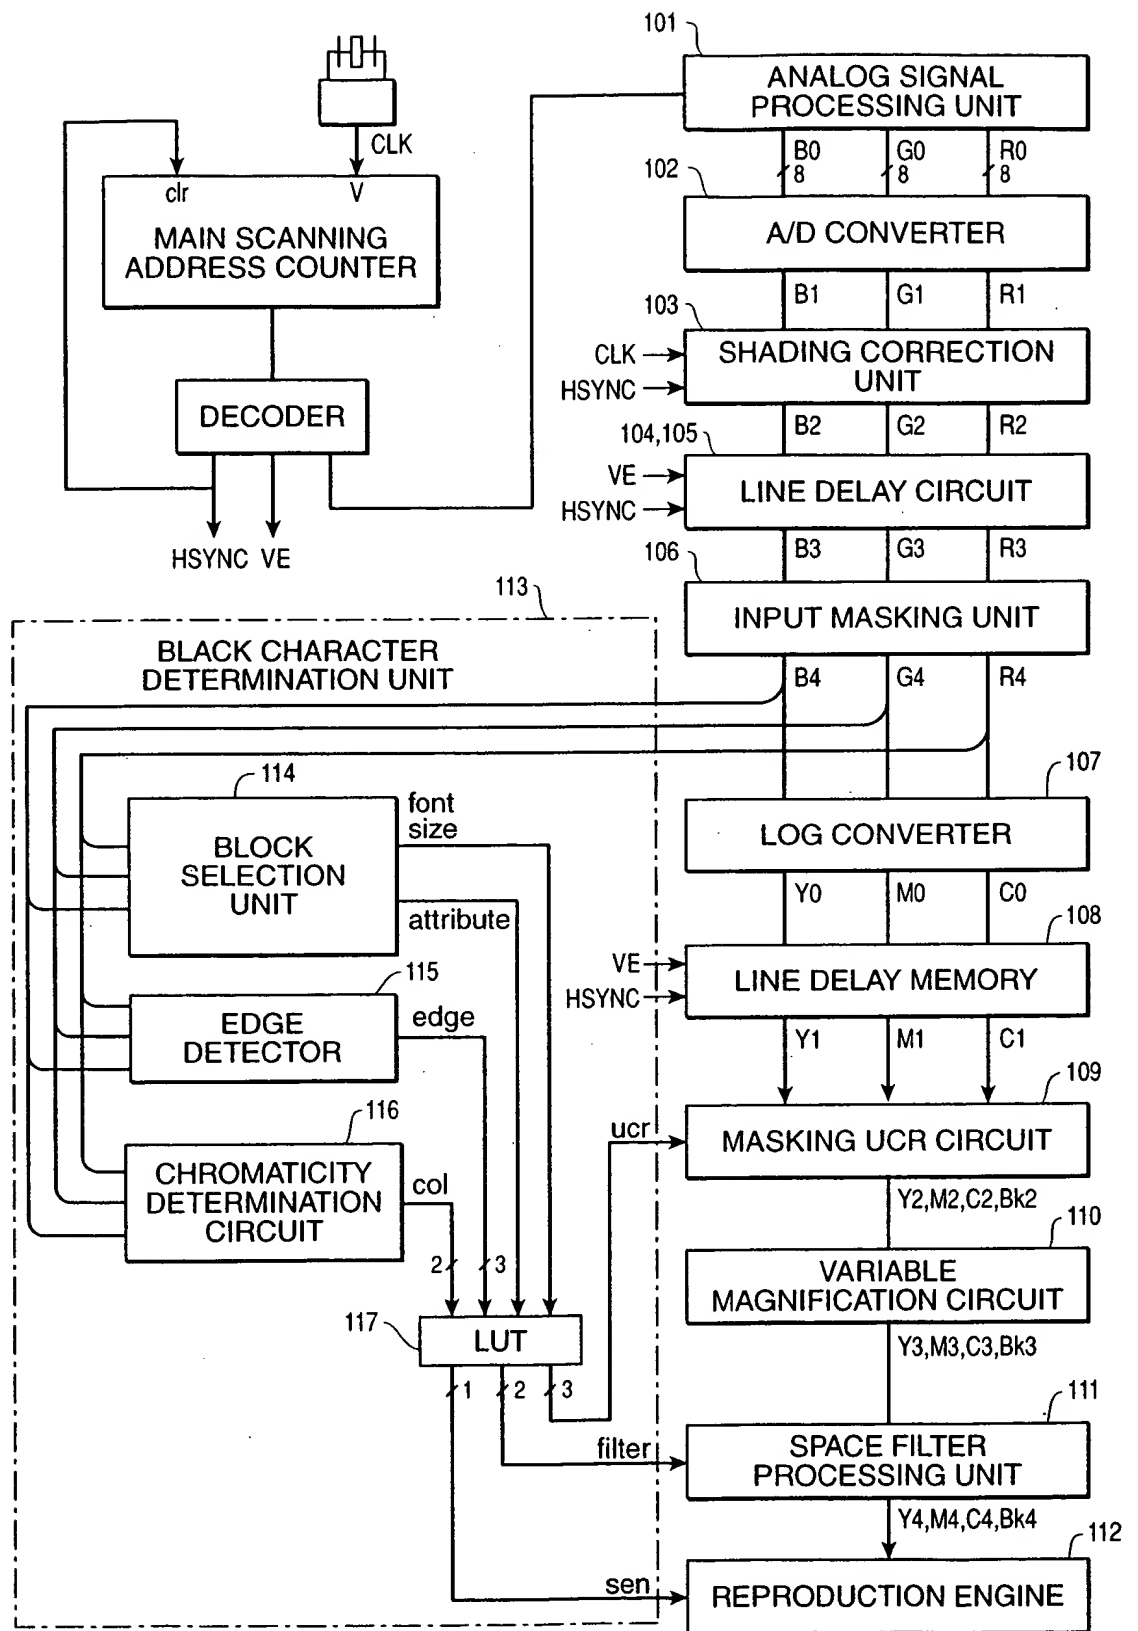 101
ANALOG SIGNAL
PROCESSING UNIT
CLK
B0 G0 R0
8 8 8
102
clr V
MAIN SCANNING
ADDRESS COUNTER
A/D CONVERTER
B1 G1 R1
103
CLK
HSYNC
SHADING CORRECTION
UNIT
DECODER
B2 G2 R2
104,105
VE
HSYNC
LINE DELAY CIRCUIT
HSYNC VE
B3 G3 R3
106
INPUT MASKING UNIT
113
BLACK CHARACTER
DETERMINATION UNIT
B4 G4 R4
114
BLOCK
SELECTION
UNIT
font
size
attribute
107
LOG CONVERTER
Y0 M0 C0
108
VE
HSYNC
LINE DELAY MEMORY
Y1 M1 C1
115
EDGE
DETECTOR
edge
116
CHROMATICITY
DETERMINATION
CIRCUIT
col
2 3
109
ucr
MASKING UCR CIRCUIT
Y2,M2,C2,Bk2
110
VARIABLE
MAGNIFICATION CIRCUIT
Y3,M3,C3,Bk3
117
LUT
1 2 3
111
filter
SPACE FILTER
PROCESSING UNIT
Y4,M4,C4,Bk4
112
sen
REPRODUCTION ENGINE